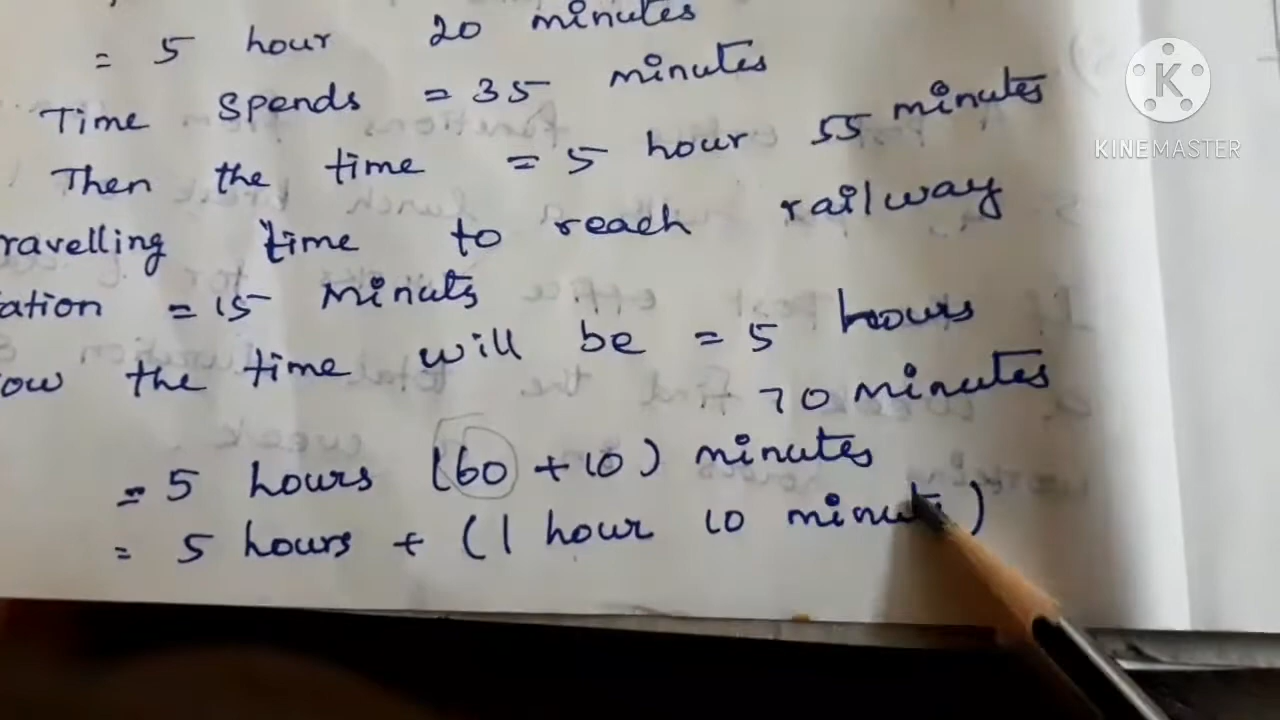 = 5 hour 20 minutes
Time Spends = 35 minutes
Then the time = 5 hour 55 minutes
ravelling time to reach railway
ation = 15 minuts
ow the time will be = 5 hours
70 minutes
= 5 hours (60 + 10) minutes
= 5 hours + (1 hour 10 minut)
K
KINEMASTER